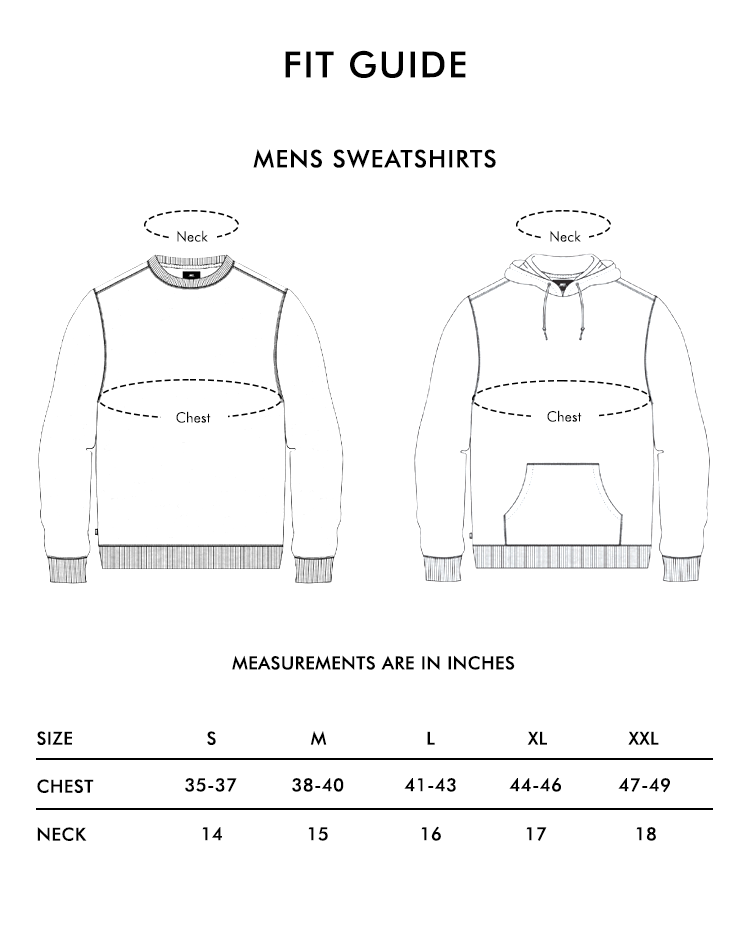 FIT GUIDE
MENS SWEATSHIRTS
Neck Neck
Chest Chest
MEASUREMENTS ARE IN INCHES
SIZE S M L XL XXL
CHEST 35-37 38-40 41-43 44-46 47-49
NECK 14 15 16 17 18